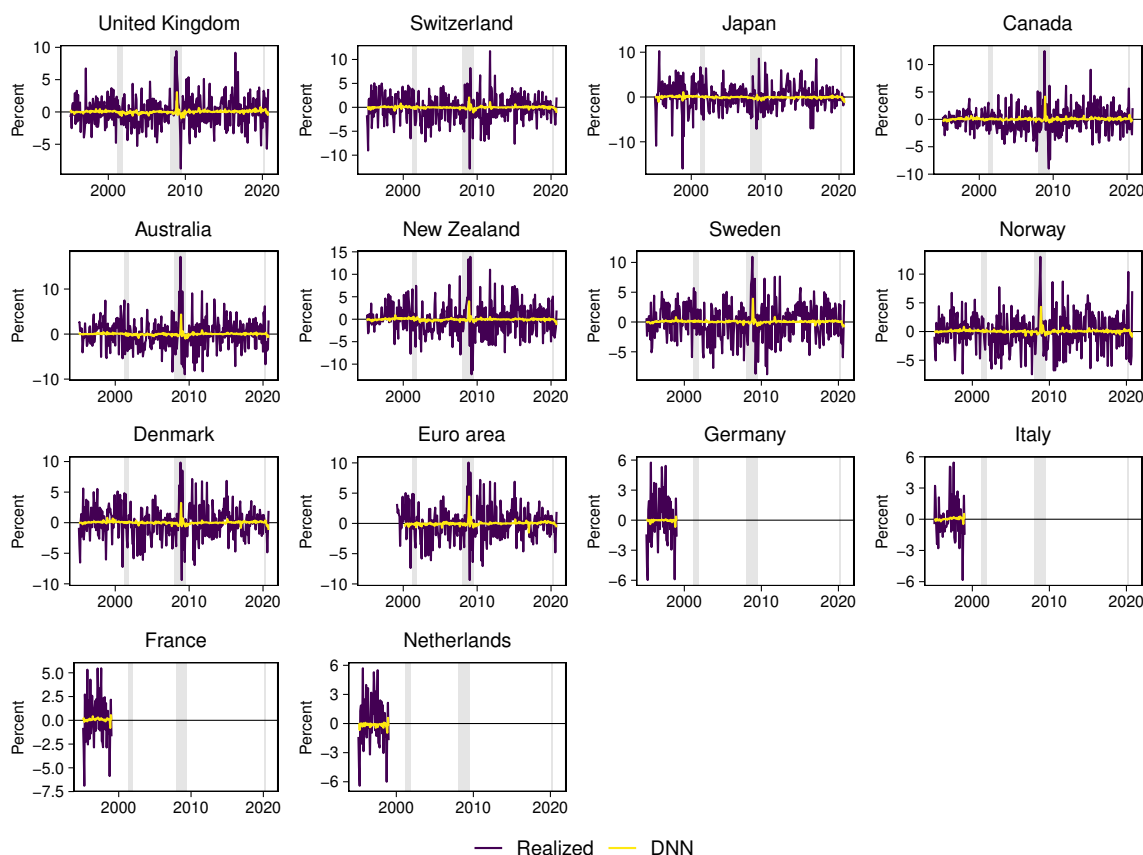 United Kingdom Switzerland Japan Canada
Percent
10
5
0
−5
2000 2010 2020
Percent
10
5
0
−5
−10
2000 2010 2020
Percent
10
0
−10
2000 2010 2020
Percent
10
5
0
−5
−10
2000 2010 2020
Australia New Zealand Sweden Norway
Percent
10
0
−10
2000 2010 2020
Percent
15
10
5
0
−5
−10
2000 2010 2020
Percent
10
5
0
−5
2000 2010 2020
Percent
10
5
0
−5
2000 2010 2020
Denmark Euro area Germany Italy
Percent
10
5
0
−5
−10
2000 2010 2020
Percent
10
5
0
−5
−10
2000 2010 2020
Percent
6
3
0
−3
−6
2000 2010 2020
Percent
6
3
0
−3
−6
2000 2010 2020
France Netherlands
Percent
5.0
2.5
0.0
−2.5
−5.0
−7.5
2000 2010 2020
Percent
6
3
0
−3
−6
2000 2010 2020
Realized DNN